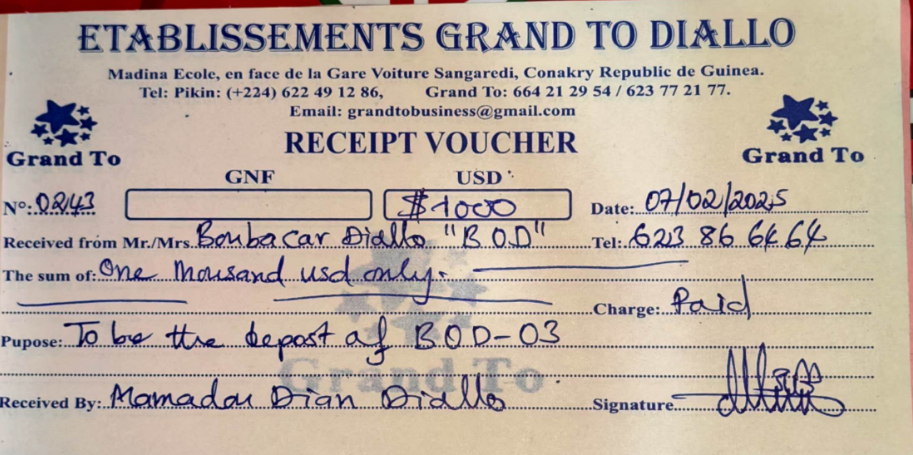 ETABLISSEMENTS GRAND TO DIALLO
Madina Ecole, en face de la Gare Voiture Sangaredi, Conakry Republic de Guinea.
Tel: Pikin: (+224) 622 49 12 86, Grand To: 664 21 29 54 / 623 77 21 77.
Email: grandtobusiness@gmail.com
RECEIPT VOUCHER
Grand To
Grand To
GNF USD
Nº: 0243 $1000 Date: 07/02/2025
Received from Mr./Mrs. Boubacar Diallo "B O D" Tel: 623 86 64 64
The sum of: One thousand usd only.
Charge: Paid
Pupose: To be the depost of BOD-03
Grand To
Received By: Mamadou Dian Diallo Signature